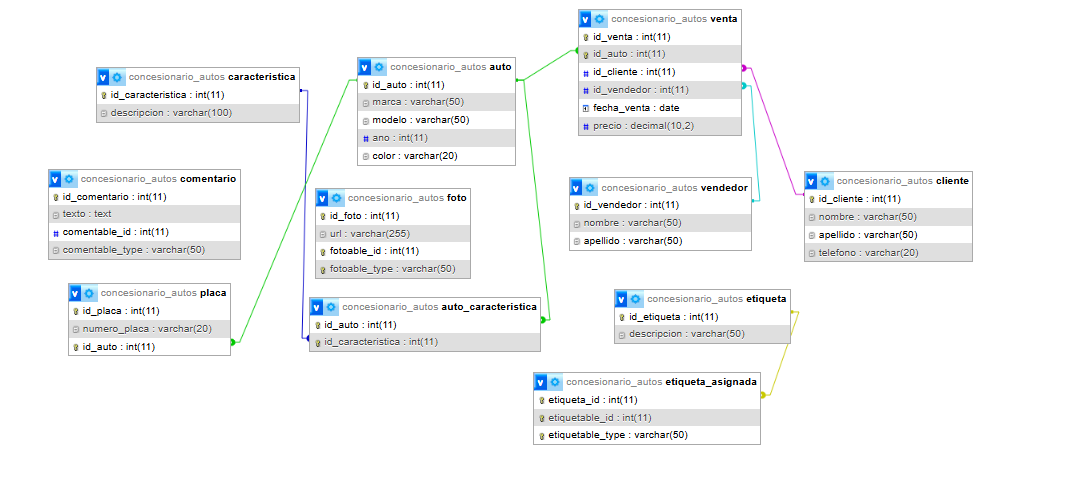 concesionario_autos venta
id_venta : int(11)
id_auto : int(11)
id_cliente : int(11)
id_vendedor : int(11)
fecha_venta : date
precio : decimal(10,2)
concesionario_autos auto
id_auto : int(11)
marca : varchar(50)
modelo : varchar(50)
ano : int(11)
color : varchar(20)
concesionario_autos caracteristica
id_caracteristica : int(11)
descripcion : varchar(100)
concesionario_autos comentario
id_comentario : int(11)
texto : text
comentable_id : int(11)
comentable_type : varchar(50)
concesionario_autos foto
id_foto : int(11)
url : varchar(255)
fotoable_id : int(11)
fotoable_type : varchar(50)
concesionario_autos vendedor
id_vendedor : int(11)
nombre : varchar(50)
apellido : varchar(50)
concesionario_autos cliente
id_cliente : int(11)
nombre : varchar(50)
apellido : varchar(50)
telefono : varchar(20)
concesionario_autos placa
id_placa : int(11)
numero_placa : varchar(20)
id_auto : int(11)
concesionario_autos auto_caracteristica
id_auto : int(11)
id_caracteristica : int(11)
concesionario_autos etiqueta
id_etiqueta : int(11)
descripcion : varchar(50)
concesionario_autos etiqueta_asignada
etiqueta_id : int(11)
etiquetable_id : int(11)
etiquetable_type : varchar(50)